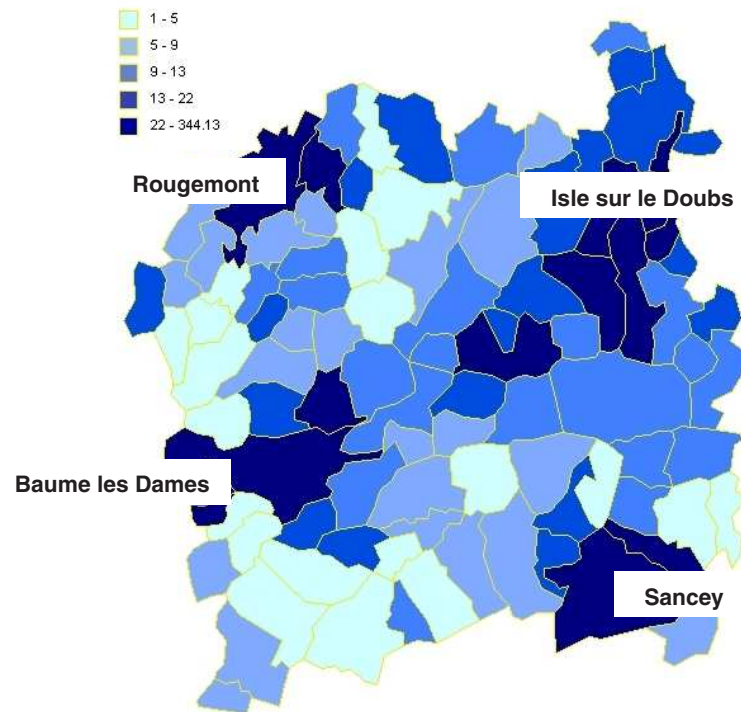 1 - 5
5 - 9
9 - 13
13 - 22
22 - 344.13
Rougemont
Isle sur le Doubs
Baume les Dames
Sancey